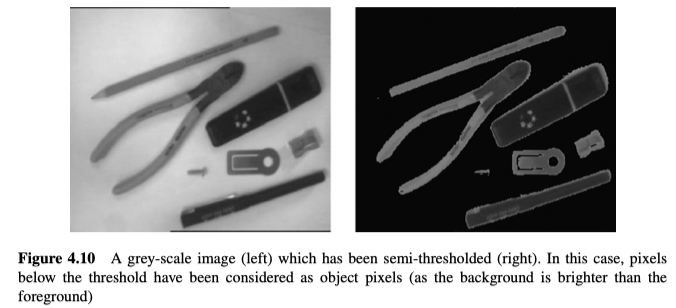 Figure 4.10 A grey-scale image (left) which has been semi-thresholded (right). In this case, pixels
below the threshold have been considered as object pixels (as the background is brighter than the
foreground)